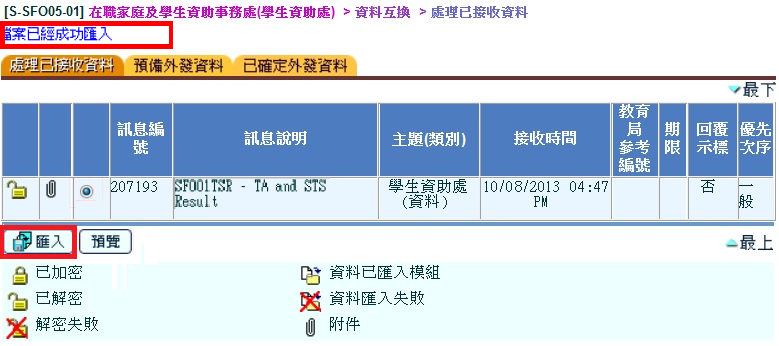 [S-SFO05-01] 在職家庭及學生資助事務處(學生資助處) > 資料互換 > 處理已接收資料
檔案已經成功匯入
處理已接收資料 預備外發資料 已確定外發資料
最下
訊息編號 訊息說明 主題(類別) 接收時間 教育局參考編號 期限 回覆示標 優先次序
207193 SF001TSR - TA and STS Result 學生資助處(資料) 10/08/2013 04:47 PM 否 一般
匯入 預覽
最上
已加密 資料已匯入模組
已解密 資料匯入失敗
解密失敗 附件